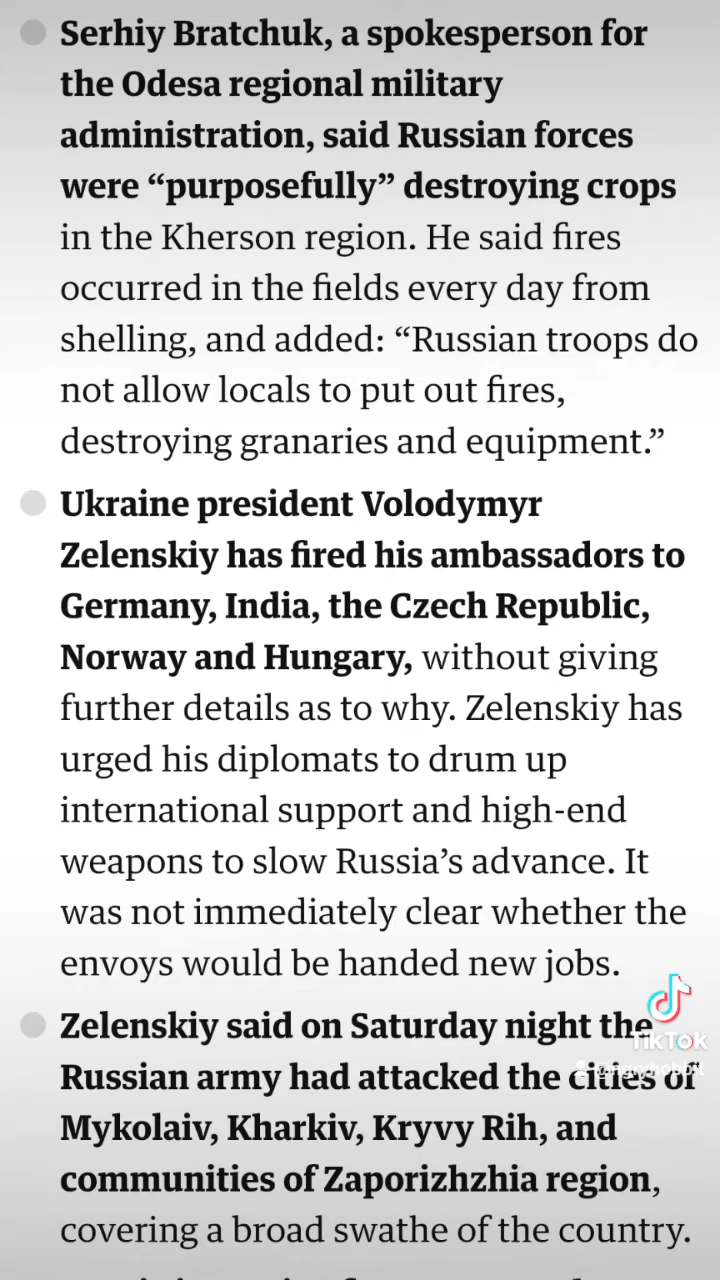 Serhiy Bratchuk, a spokesperson for
the Odesa regional military
administration, said Russian forces
were “purposefully” destroying crops
in the Kherson region. He said fires
occurred in the fields every day from
shelling, and added: “Russian troops do
not allow locals to put out fires,
destroying granaries and equipment.”
Ukraine president Volodymyr
Zelenskiy has fired his ambassadors to
Germany, India, the Czech Republic,
Norway and Hungary, without giving
further details as to why. Zelenskiy has
urged his diplomats to drum up
international support and high-end
weapons to slow Russia’s advance. It
was not immediately clear whether the
envoys would be handed new jobs.
Zelenskiy said on Saturday night the
TikTok
Russian army had attacked the cities of
Mykolaiv, Kharkiv, Kryvy Rih, and
communities of Zaporizhzhia region,
covering a broad swathe of the country.